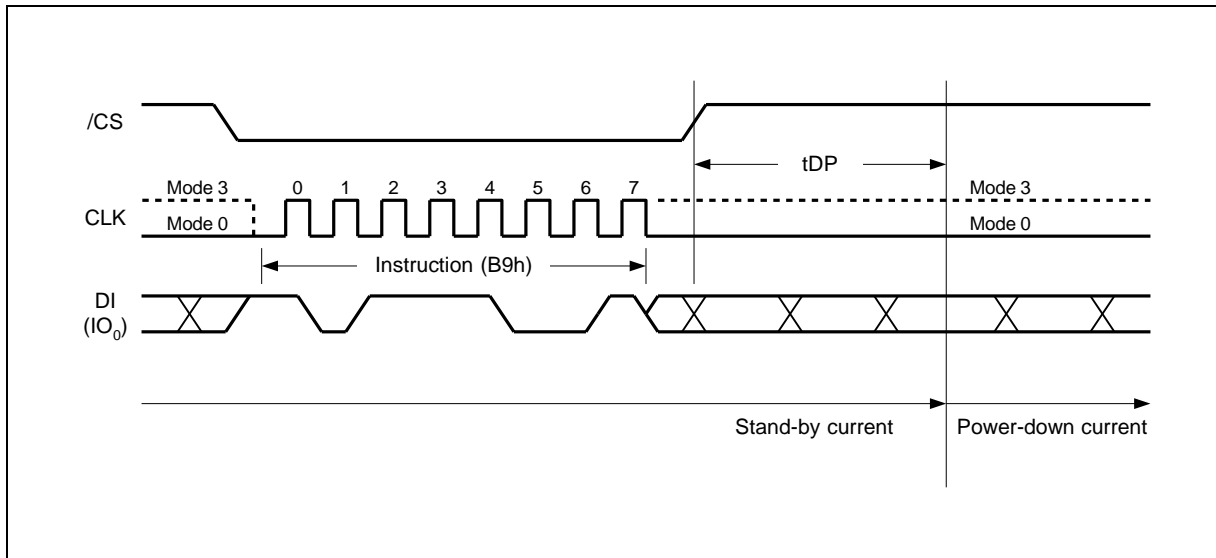 /CS
tDP
Mode 3 0 1 2 3 4 5 6 7 Mode 3
CLK
Mode 0 Mode 0
Instruction (B9h)
DI
(IO0)
Stand-by current Power-down current